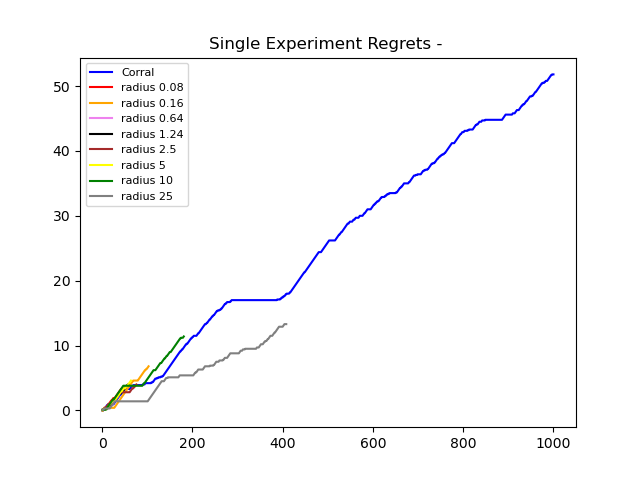 Single Experiment Regrets -
Corral
radius 0.08
radius 0.16
radius 0.64
radius 1.24
radius 2.5
radius 5
radius 10
radius 25
50
40
30
20
10
0
0 200 400 600 800 1000